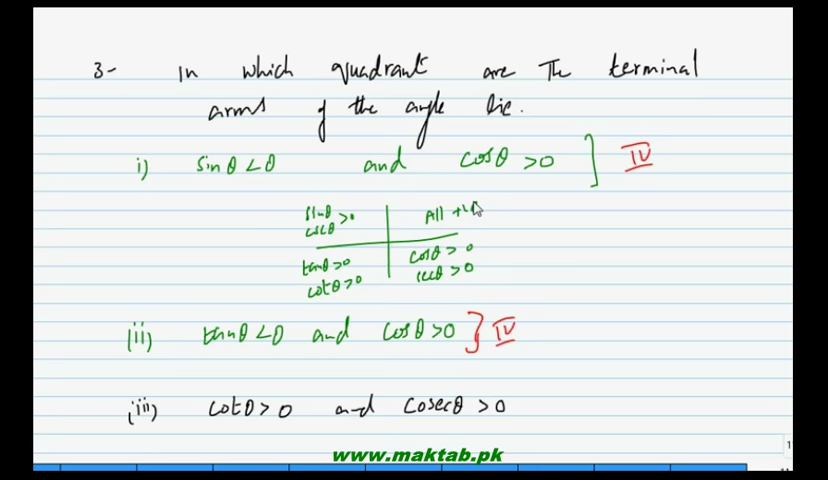 3- In which quadrant are The terminal
arms of the angle lie.
i) sinθ < 0 and cosθ > 0 } IV
sinθ
cscθ > 0 All +ve
tanθ > 0 cosθ > 0
cotθ > 0 secθ > 0
(ii) tanθ < 0 and cosθ > 0 } IV
(iii) cotθ > 0 and cosecθ > 0
www.maktab.pk